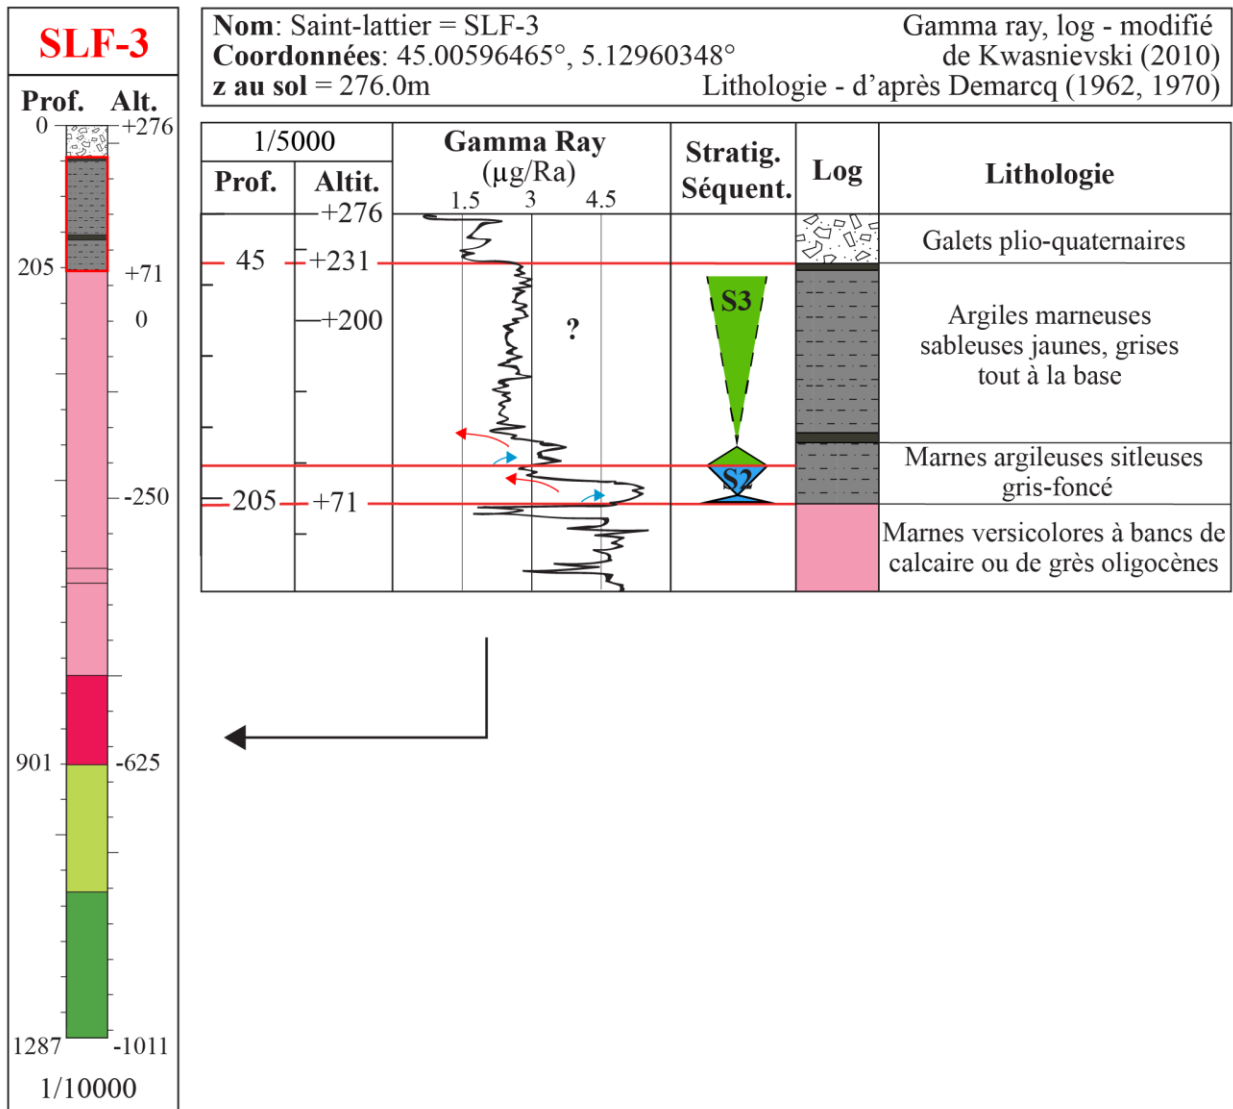 SLF-3
Prof. Alt.
0 +276
205 +71
0
-250
901 -625
1287 -1011
1/10000
Nom: Saint-lattier = SLF-3
Coordonnées: 45.00596465°, 5.12960348°
z au sol = 276.0m
Gamma ray, log - modifié
de Kwasnievski (2010)
Lithologie - d'après Demarcq (1962, 1970)
1/5000
Prof. Altit.
Gamma Ray
(µg/Ra)
1.5 3 4.5
Stratig.
Séquent.
Log
Lithologie
+276
45 +231
+200
205 +71
?
S3
S2
Galets plio-quaternaires
Argiles marneuses
sableuses jaunes, grises
tout à la base
Marnes argileuses sitleuses
gris-foncé
Marnes versicolores à bancs de
calcaire ou de grès oligocènes